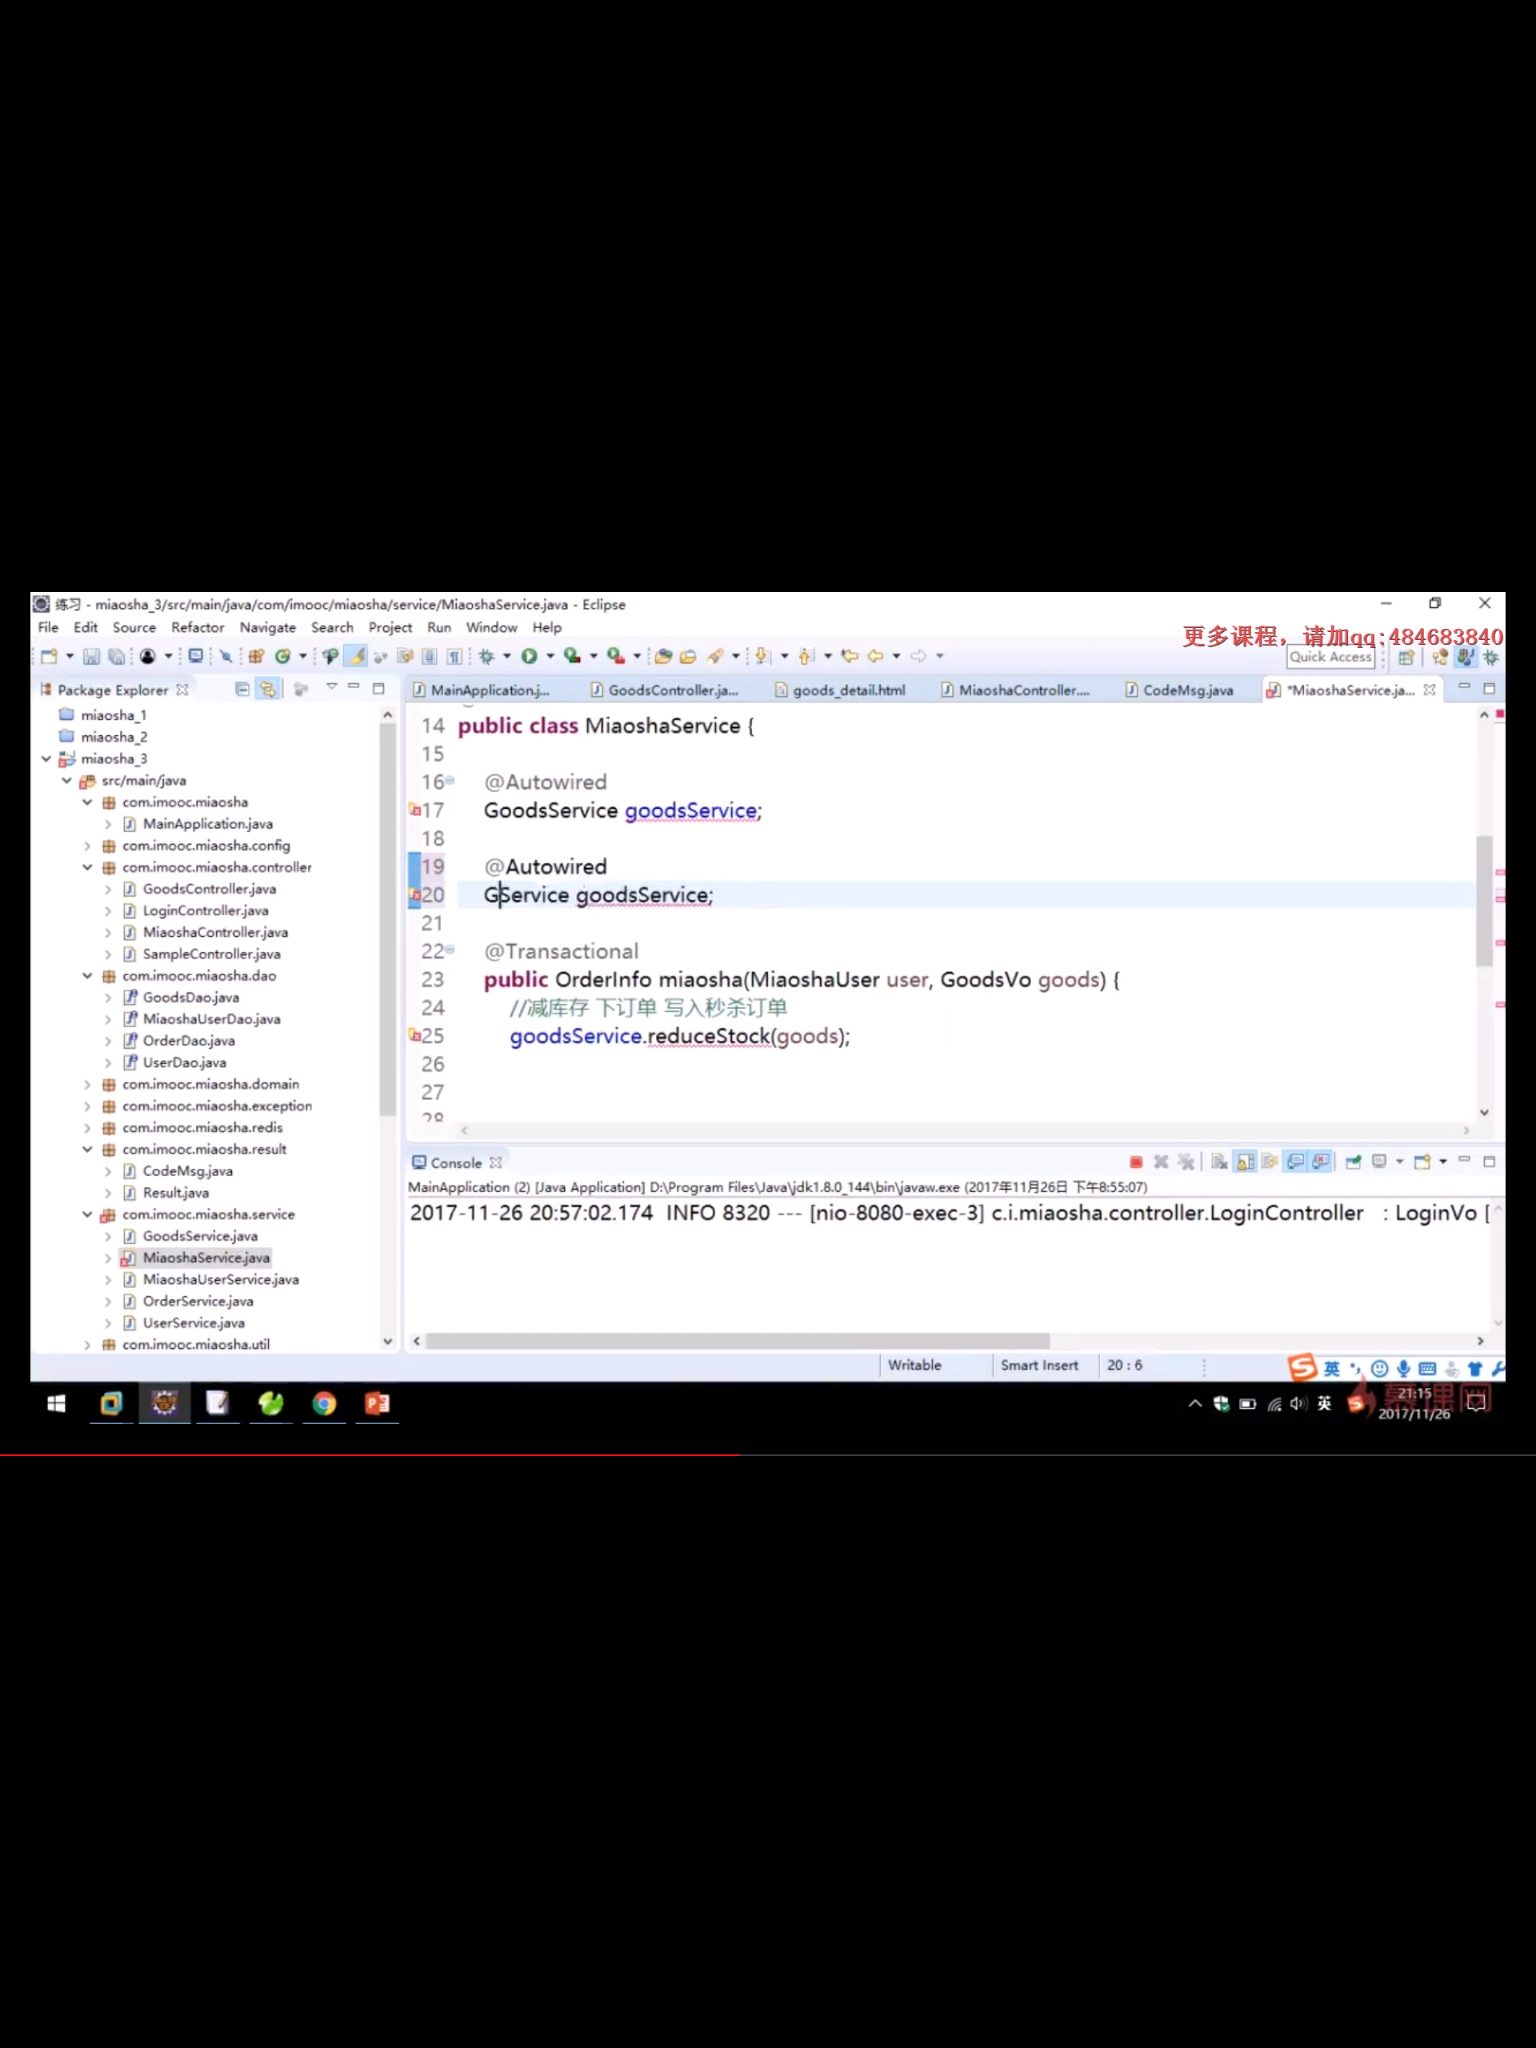 练习 - miaosha_3/src/main/java/com/imooc/miaosha/service/MiaoshaService.java - Eclipse
File Edit Source Refactor Navigate Search Project Run Window Help
更多课程，请加qq:484683840
Quick Access
Package Explorer
MainApplication.j... GoodsController.ja... goods_detail.html MiaoshaController.... CodeMsg.java *MiaoshaService.ja...
miaosha_1
miaosha_2
miaosha_3
src/main/java
com.imooc.miaosha
MainApplication.java
com.imooc.miaosha.config
com.imooc.miaosha.controller
GoodsController.java
LoginController.java
MiaoshaController.java
SampleController.java
com.imooc.miaosha.dao
GoodsDao.java
MiaoshaUserDao.java
OrderDao.java
UserDao.java
com.imooc.miaosha.domain
com.imooc.miaosha.exception
com.imooc.miaosha.redis
com.imooc.miaosha.result
CodeMsg.java
Result.java
com.imooc.miaosha.service
GoodsService.java
MiaoshaService.java
MiaoshaUserService.java
OrderService.java
UserService.java
com.imooc.miaosha.util
14 public class MiaoshaService {
15
16 @Autowired
17 GoodsService goodsService;
18
19 @Autowired
20 GService goodsService;
21
22 @Transactional
23 public OrderInfo miaosha(MiaoshaUser user, GoodsVo goods) {
24 //减库存 下订单 写入秒杀订单
25 goodsService.reduceStock(goods);
26
27
28
Console
MainApplication (2) [Java Application] D:\Program Files\Java\jdk1.8.0_144\bin\javaw.exe (2017年11月26日 下午8:55:07)
2017-11-26 20:57:02.174 INFO 8320 --- [nio-8080-exec-3] c.i.miaosha.controller.LoginController : LoginVo [
Writable Smart Insert 20 : 6
英
英
慕课网
21:15
2017/11/26